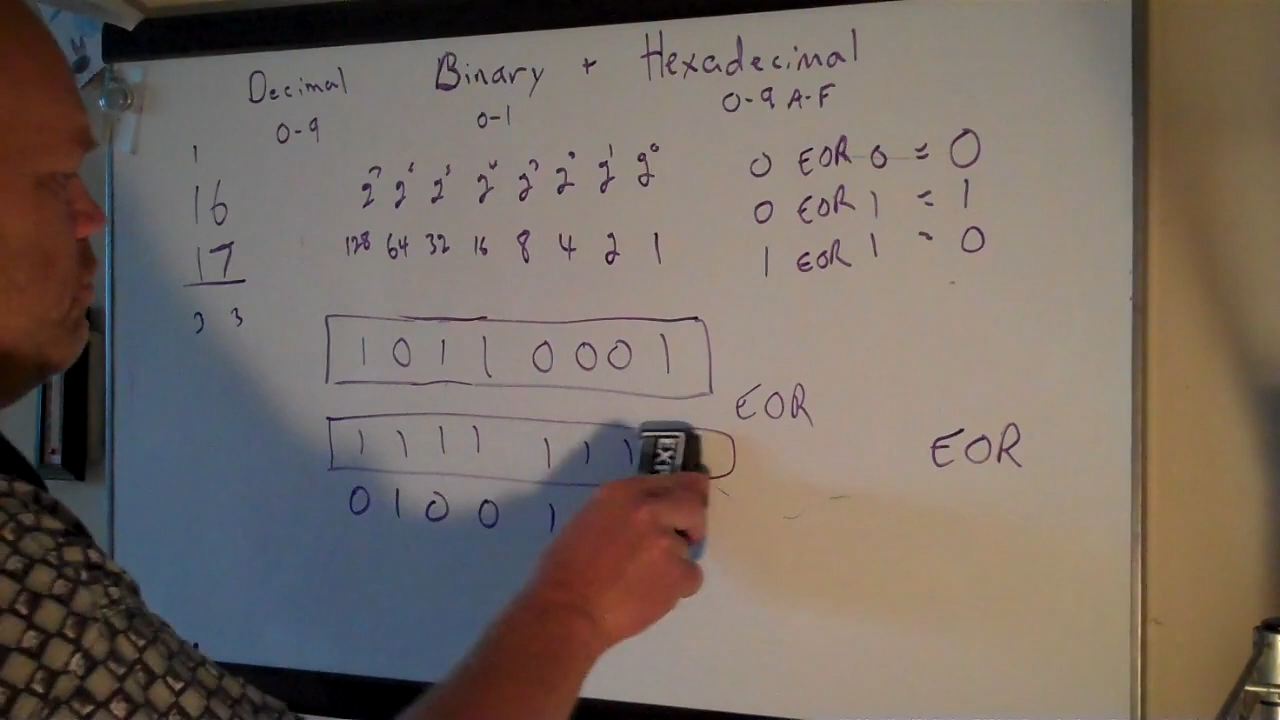 Decimal Binary + Hexadecimal
0-9 0-1 0-9 A-F
1
16
17
3 3
2⁷ 2⁶ 2⁵ 2⁴ 2³ 2² 2¹ 2⁰
128 64 32 16 8 4 2 1
0 EOR 0 = 0
0 EOR 1 = 1
1 EOR 1 = 0
1 0 1 1 0 0 0 1
EOR
1 1 1 1 1 1 1
0 1 0 0 1
EOR